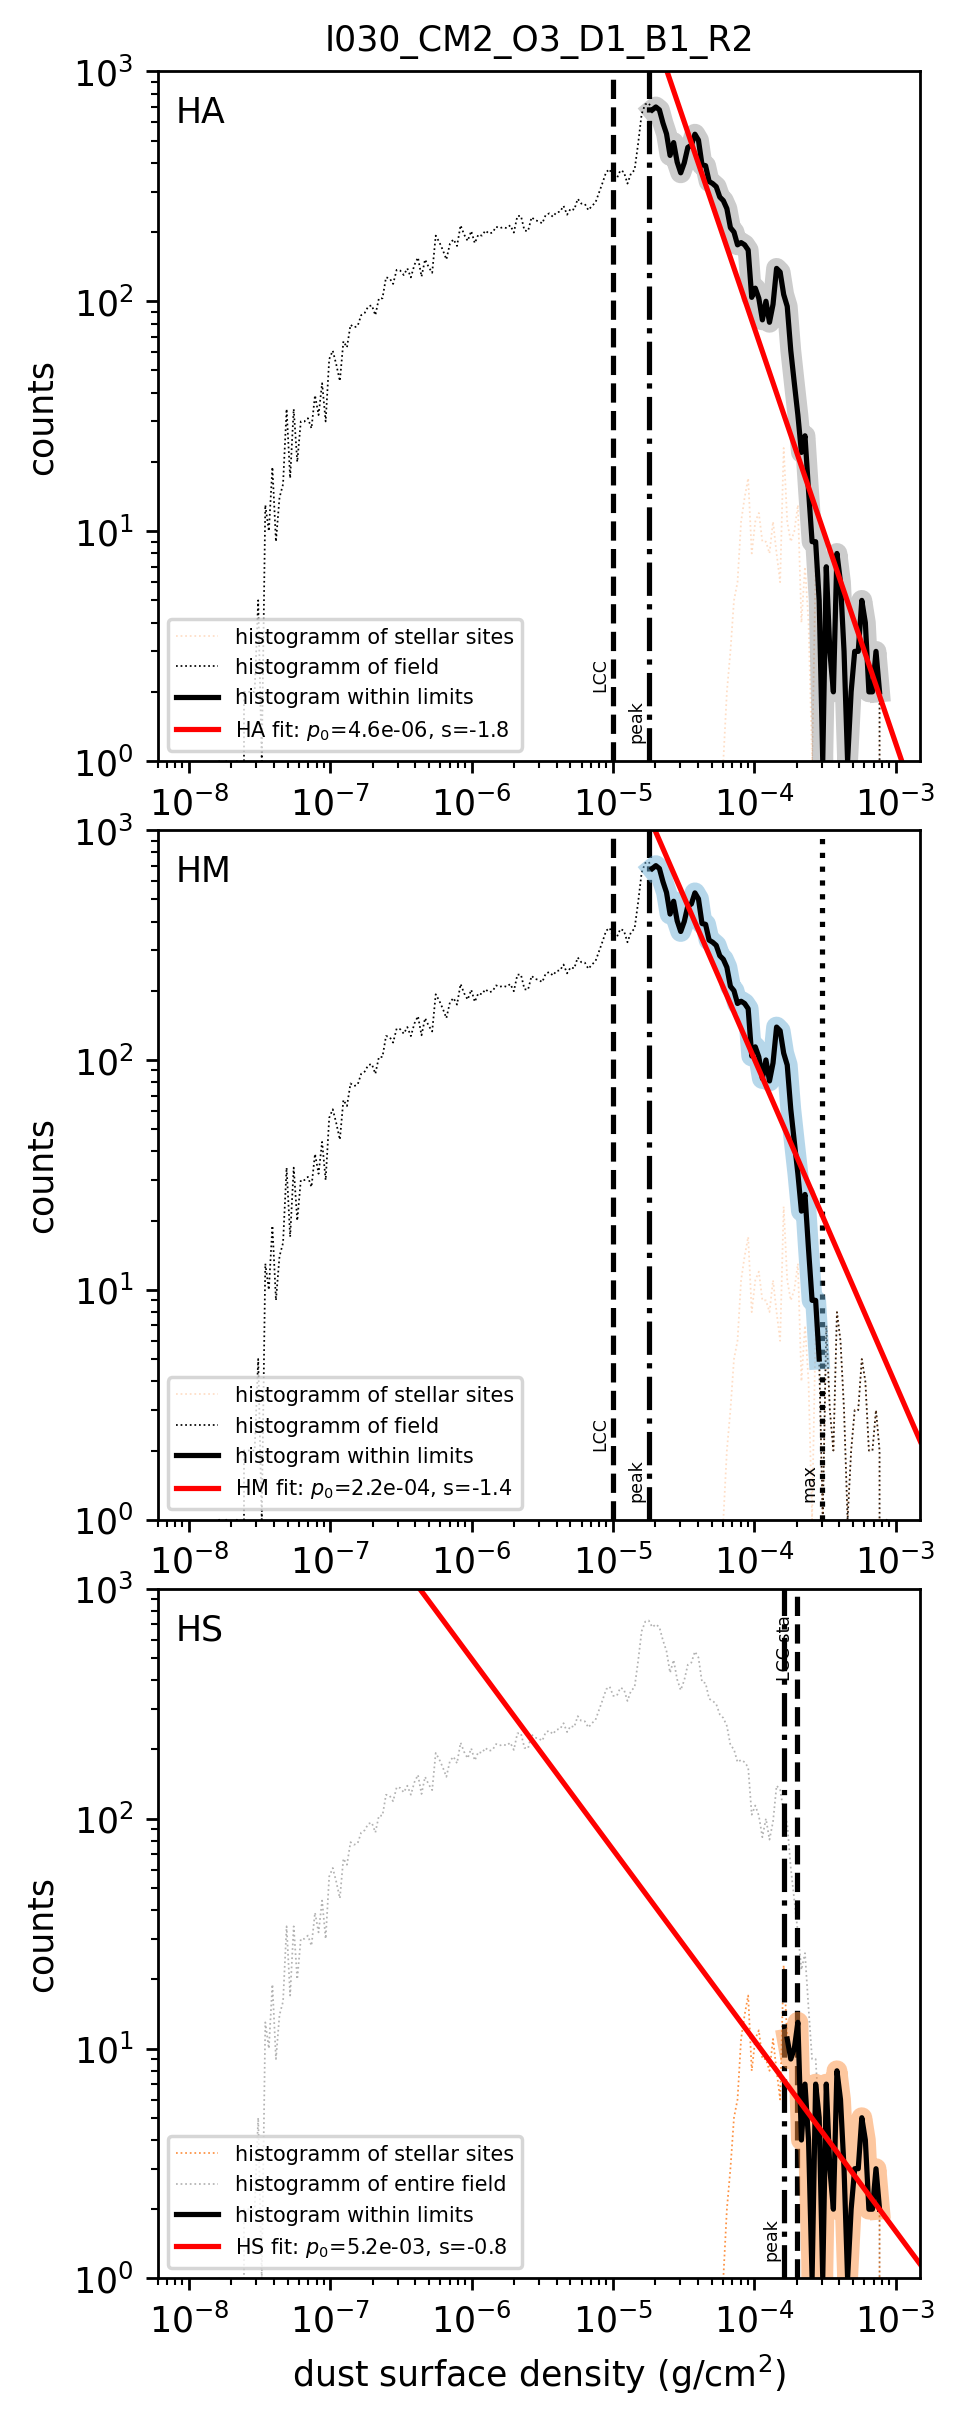 I030_CM2_O3_D1_B1_R2
10³
HA
10²
counts
10¹
10⁰
LCC
peak
histogramm of stellar sites
histogramm of field
histogram within limits
HA fit: p₀=4.6e-06, s=-1.8
10⁻⁸ 10⁻⁷ 10⁻⁶ 10⁻⁵ 10⁻⁴ 10⁻³
10³
HM
10²
counts
10¹
10⁰
LCC
peak
max
histogramm of stellar sites
histogramm of field
histogram within limits
HM fit: p₀=2.2e-04, s=-1.4
10⁻⁸ 10⁻⁷ 10⁻⁶ 10⁻⁵ 10⁻⁴ 10⁻³
10³
HS
LCC sta
10²
counts
10¹
10⁰
peak
histogramm of stellar sites
histogramm of entire field
histogram within limits
HS fit: p₀=5.2e-03, s=-0.8
10⁻⁸ 10⁻⁷ 10⁻⁶ 10⁻⁵ 10⁻⁴ 10⁻³
dust surface density (g/cm²)